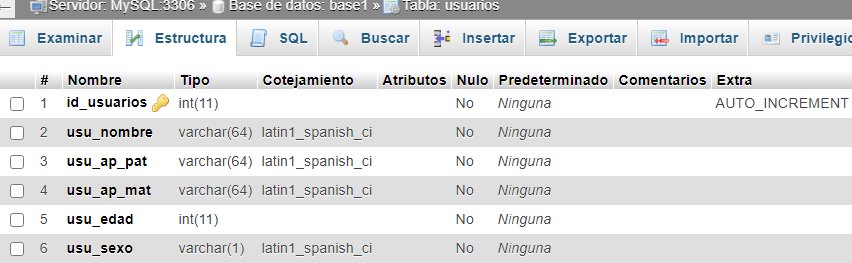 Servidor: MySQL:3306 » Base de datos: base1 » Tabla: usuarios
Examinar Estructura SQL Buscar Insertar Exportar Importar Privilegio
# Nombre Tipo Cotejamiento Atributos Nulo Predeterminado Comentarios Extra
1 id_usuarios int(11) No Ninguna AUTO_INCREMENT
2 usu_nombre varchar(64) latin1_spanish_ci No Ninguna
3 usu_ap_pat varchar(64) latin1_spanish_ci No Ninguna
4 usu_ap_mat varchar(64) latin1_spanish_ci No Ninguna
5 usu_edad int(11) No Ninguna
6 usu_sexo varchar(1) latin1_spanish_ci No Ninguna